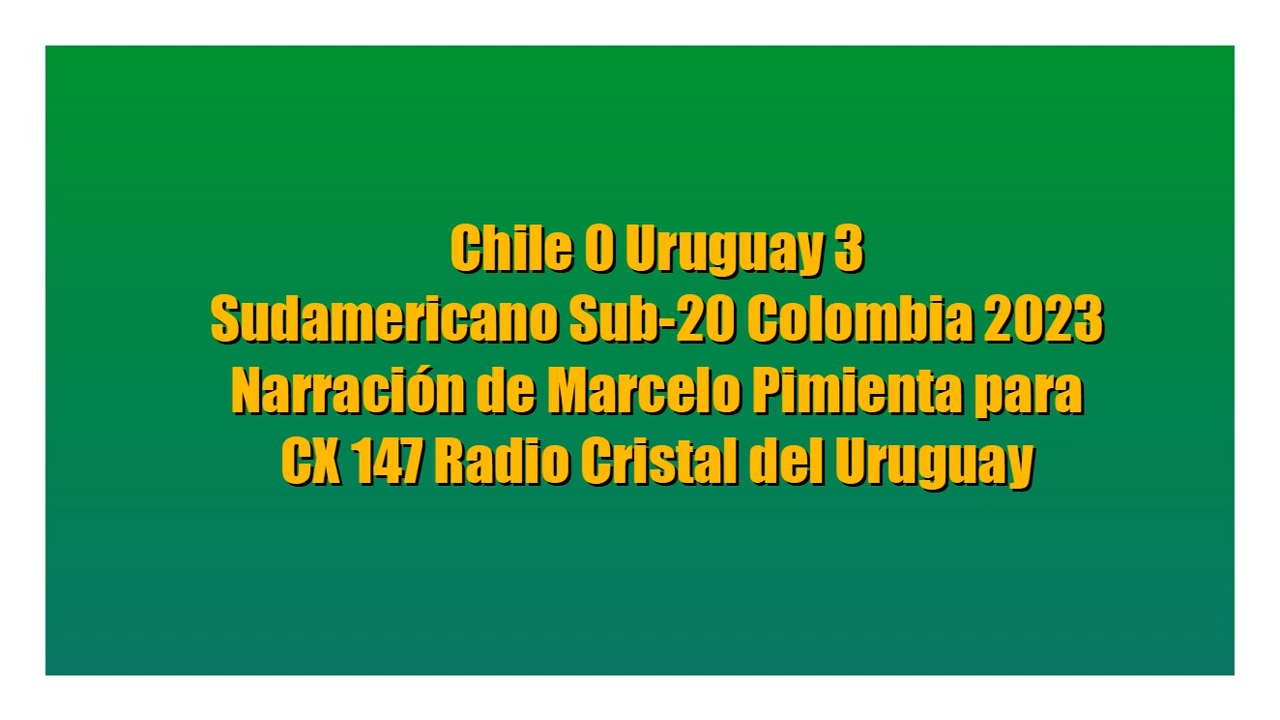 Chile 0 Uruguay 3
Sudamericano Sub-20 Colombia 2023
Narración de Marcelo Pimienta para
CX 147 Radio Cristal del Uruguay